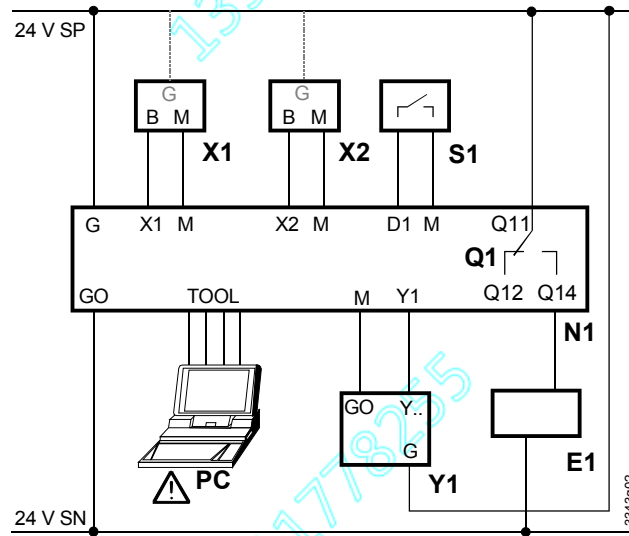 24 V SP
G
B M
X1
G
B M
X2
S1
G X1 M X2 M D1 M Q11
Q1
GO TOOL M Y1 Q12 Q14
N1
GO Y..
G
Y1
E1
PC
24 V SN